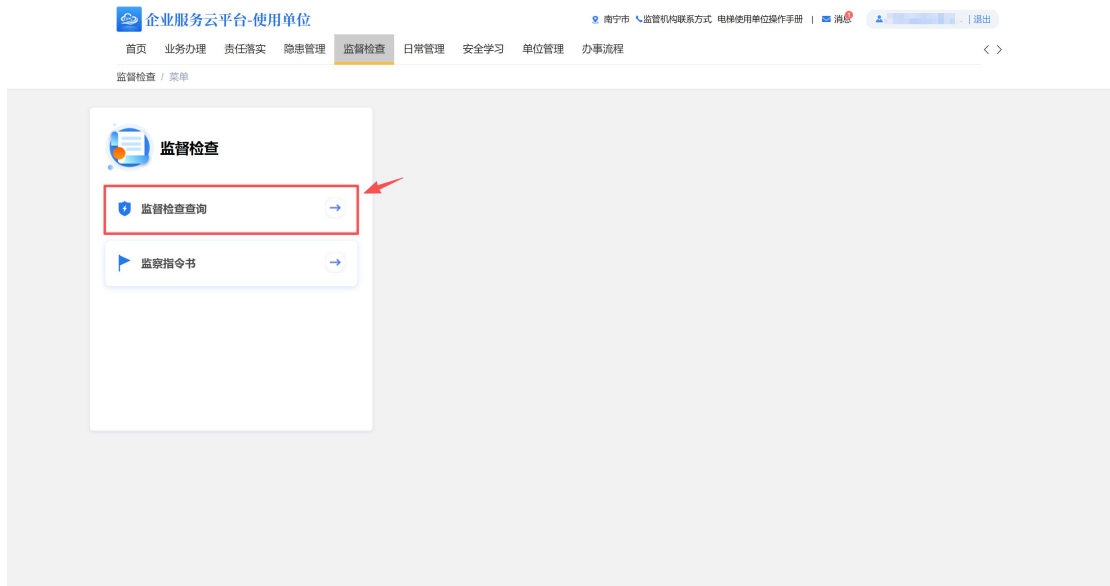 企业服务云平台-使用单位
南宁市 监管机构联系方式 电梯使用单位操作手册 | 消息 | 退出
首页 业务办理 责任落实 隐患管理 监督检查 日常管理 安全学习 单位管理 办事流程
监督检查 / 菜单
监督检查
监督检查查询
监察指令书